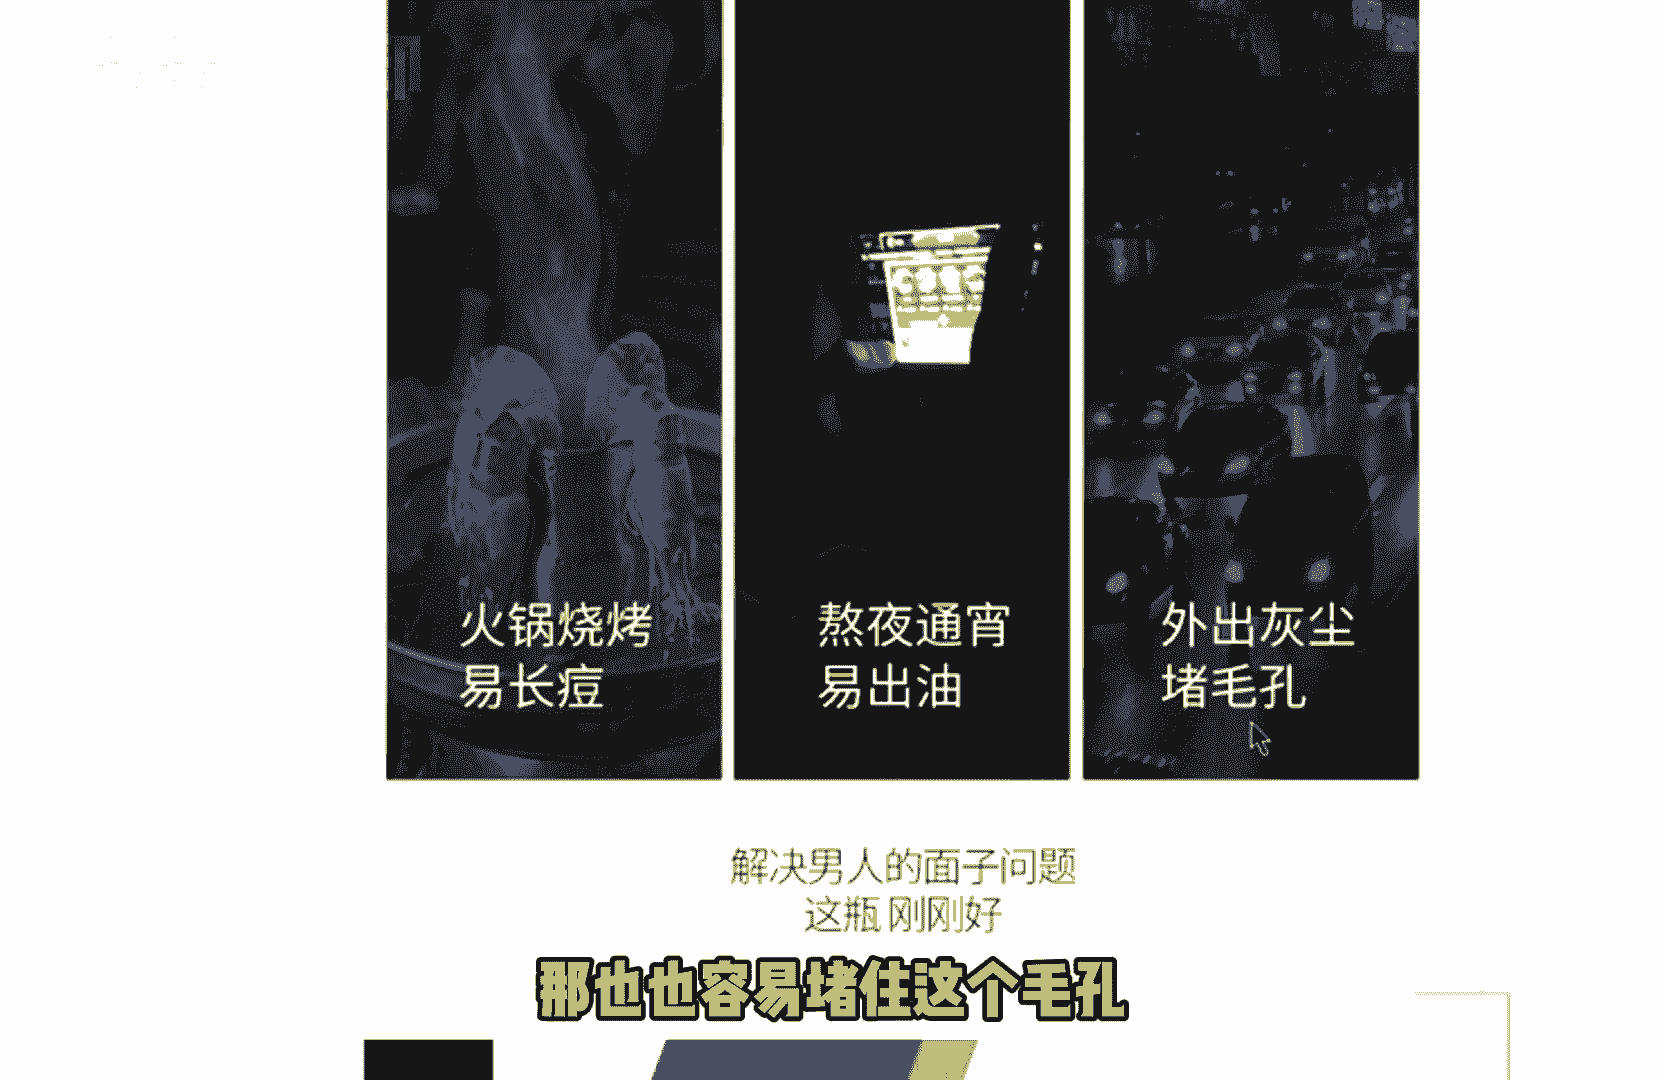 火锅烧烤
易长痘
熬夜通宵
易出油
外出灰尘
堵毛孔
解决男人的面子问题
这瓶 刚刚好
那也也容易堵住这个毛孔